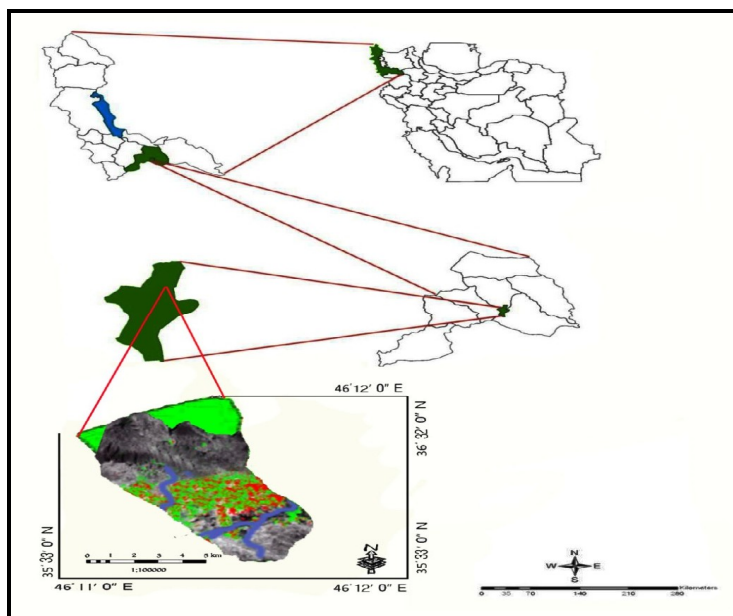 46°12' 0" E
36°32' 0" N
35°33' 0" N
35°33' 0" N
0 1 2 3 4 5 km
1:100000
N
46°11' 0" E
46°12' 0" E
N
W E
S
0 35 70 140 210 280
Kilometers